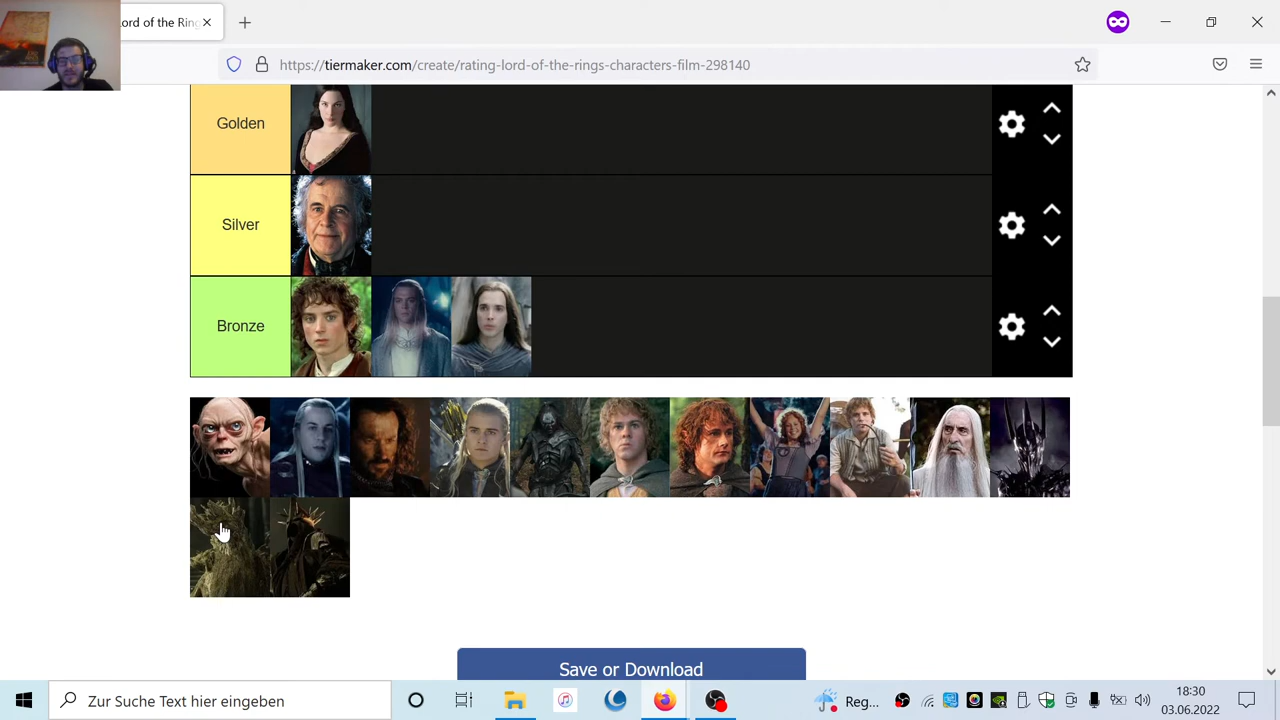 Lord of the Ring
https://tiermaker.com/create/rating-lord-of-the-rings-characters-film-298140
Golden
Silver
Bronze
Save or Download
Zur Suche Text hier eingeben
Reg...
18:30
03.06.2022